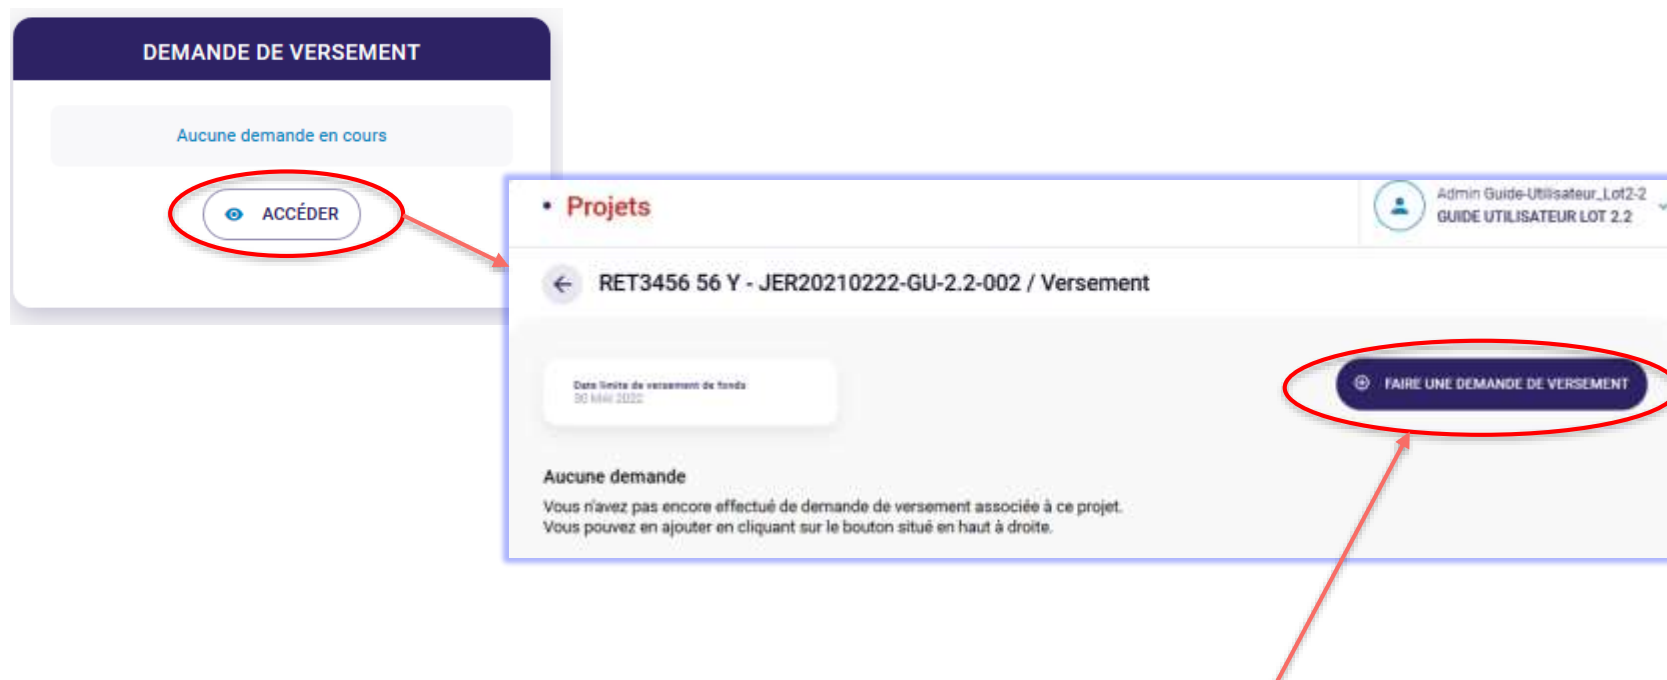 DEMANDE DE VERSEMENT
Aucune demande en cours
ACCÉDER
• Projets
Admin Guide-Utilisateur_Lot2-2
GUIDE UTILISATEUR LOT 2.2
RET3456 56 Y - JER20210222-GU-2.2-002 / Versement
Date limite de versement de fonds
30 Mai 2022
FAIRE UNE DEMANDE DE VERSEMENT
Aucune demande
Vous n'avez pas encore effectué de demande de versement associée à ce projet.
Vous pouvez en ajouter en cliquant sur le bouton situé en haut à droite.